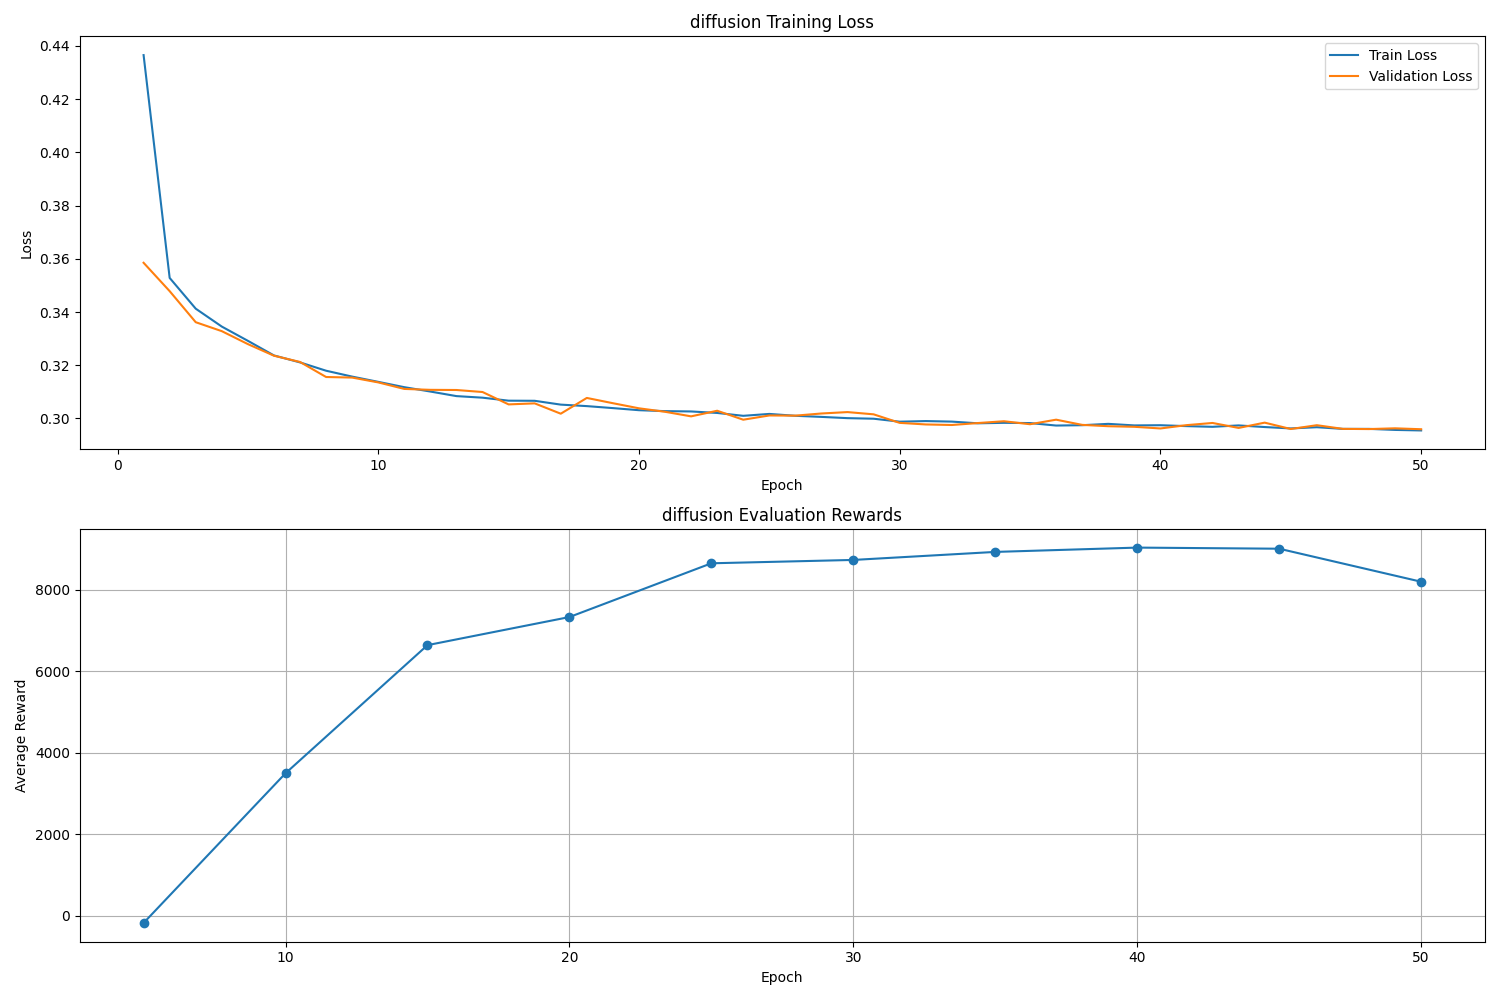 diffusion Training Loss
Train Loss
Validation Loss
0.44
0.42
0.40
0.38
0.36
0.34
0.32
0.30
Loss
0 10 20 30 40 50
Epoch
diffusion Evaluation Rewards
8000
6000
4000
2000
0
Average Reward
10 20 30 40 50
Epoch